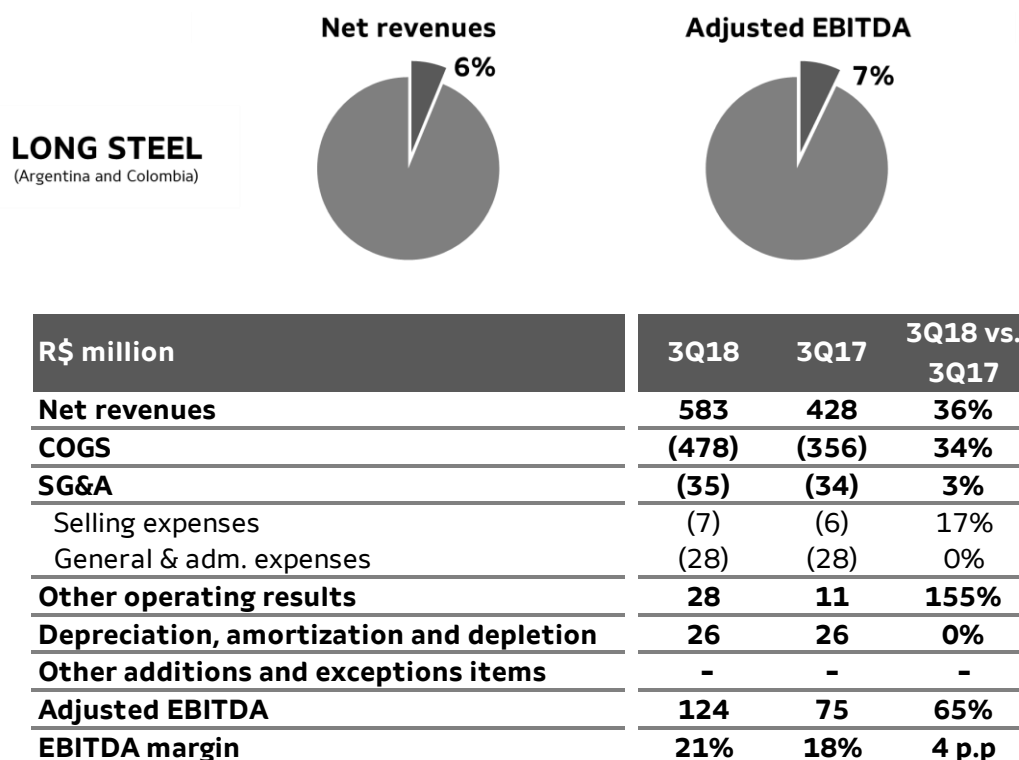 Net revenues
Adjusted EBITDA
6%
7%
LONG STEEL
(Argentina and Colombia)
R$ million 3Q18 3Q17 3Q18 vs. 3Q17
Net revenues 583 428 36%
COGS (478) (356) 34%
SG&A (35) (34) 3%
Selling expenses (7) (6) 17%
General & adm. expenses (28) (28) 0%
Other operating results 28 11 155%
Depreciation, amortization and depletion 26 26 0%
Other additions and exceptions items - - -
Adjusted EBITDA 124 75 65%
EBITDA margin 21% 18% 4 p.p